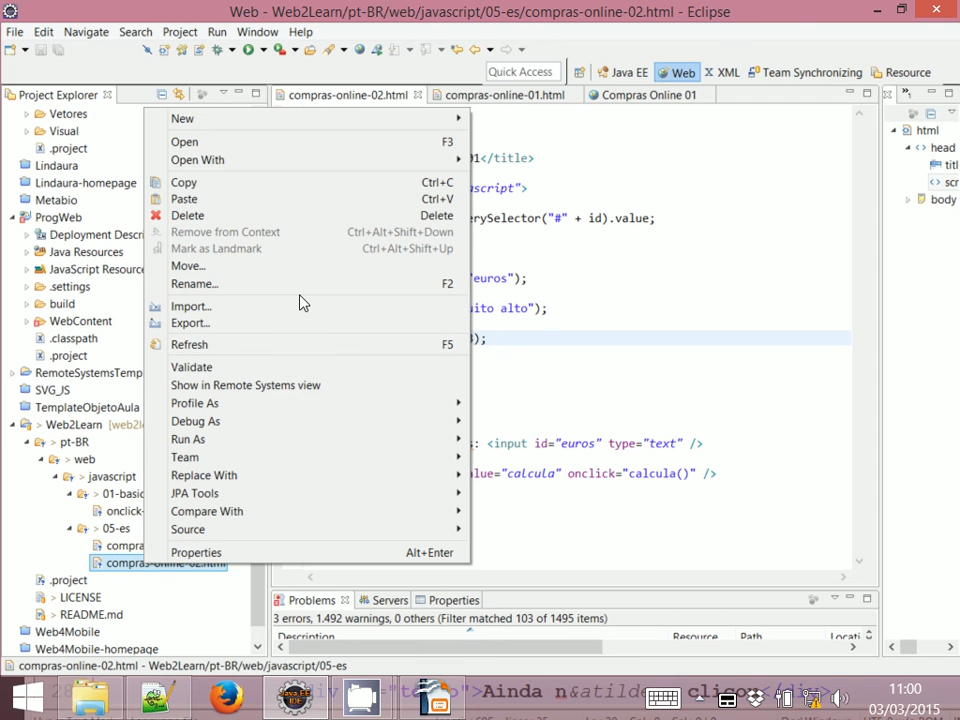 Web - Web2Learn/pt-BR/web/javascript/05-es/compras-online-02.html - Eclipse
File Edit Navigate Search Project Run Window Help
Quick Access
Java EE Web XML Team Synchronizing Resource
Project Explorer
compras-online-02.html compras-online-01.html Compras Online 01 »1
Vetores
Visual
.project
Lindaura
Lindaura-homepage
Metabio
ProgWeb
Deployment Descri
Java Resources
JavaScript Resourc
.settings
build
WebContent
.classpath
.project
RemoteSystemsTemp
SVG_JS
TemplateObjetoAula
> Web2Learn [web2l
> pt-BR
> web
> javascript
> 01-basic
onclick-
> 05-es
compra
compras-online-02.html
.project
> LICENSE
> README.md
Web4Mobile
Web4Mobile-homepage
New
Open F3
Open With
Copy Ctrl+C
Paste Ctrl+V
Delete Delete
Remove from Context Ctrl+Alt+Shift+Down
Mark as Landmark Ctrl+Alt+Shift+Up
Move...
Rename... F2
Import...
Export...
Refresh F5
Validate
Show in Remote Systems view
Profile As
Debug As
Run As
Team
Replace With
JPA Tools
Compare With
Source
Properties Alt+Enter
01</title>
ascript">
erySelector("#" + id).value;
"euros");
uito alto");
);
: <input id="euros" type="text" />
alue="calcula" onclick="calcula()" />
html
head
titl
scr
body
Problems Servers Properties
3 errors, 1.492 warnings, 0 others (Filter matched 103 of 1495 items)
Description Resource Path Locati
compras-online-02.html - Web2Learn/pt-BR/web/javascript/05-es
Ainda n&atilde clicou
11:00
03/03/2015